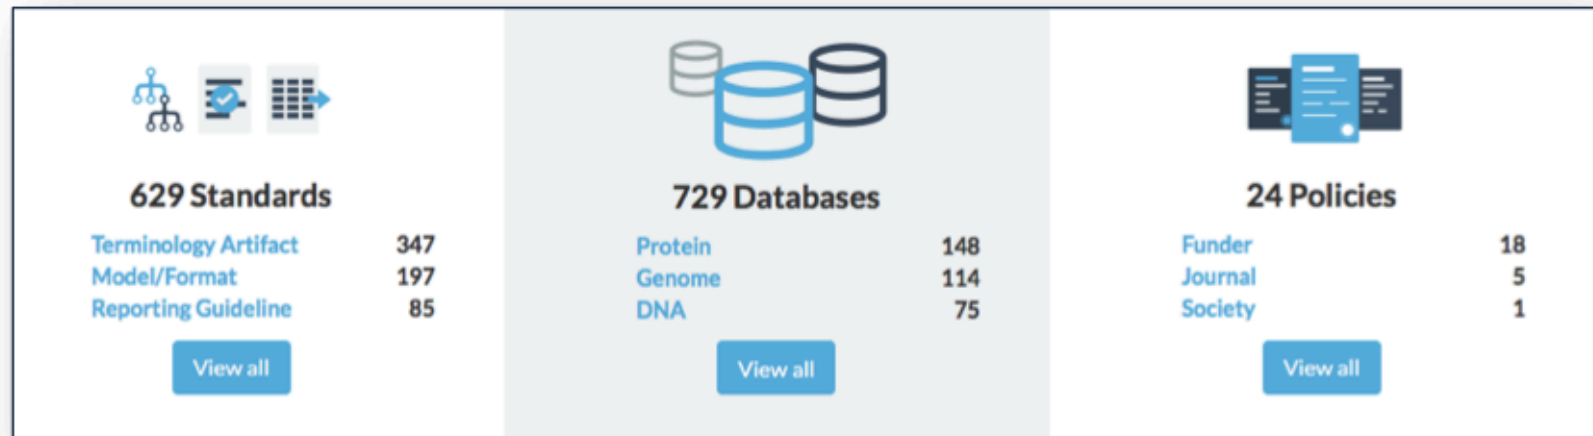 629 Standards
Terminology Artifact 347
Model/Format 197
Reporting Guideline 85
View all
729 Databases
Protein 148
Genome 114
DNA 75
View all
24 Policies
Funder 18
Journal 5
Society 1
View all